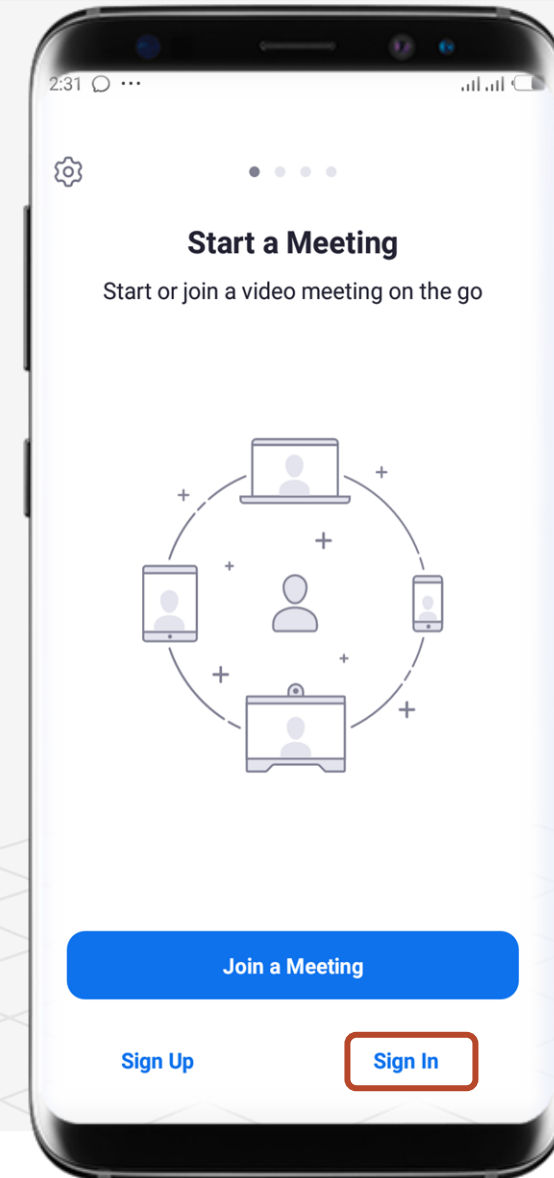 2:31
Start a Meeting
Start or join a video meeting on the go
Join a Meeting
Sign Up
Sign In